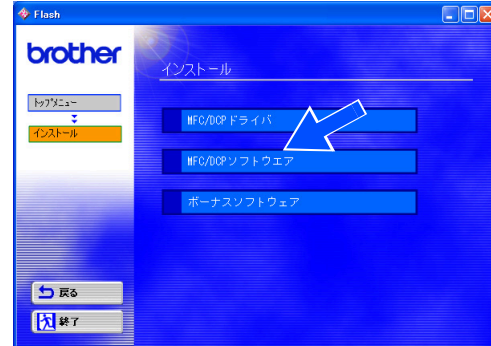 Flash
brother
インストール
トップメニュー
インストール
MFC/DCPドライバ
MFC/DCPソフトウエア
ボーナスソフトウェア
戻る
終了